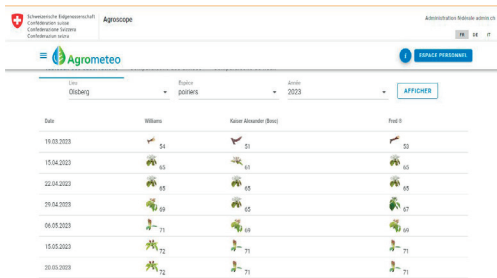 Schweizerische Eidgenossenschaft
Confédération suisse
Confederazione Svizzera
Confederaziun svizra
Agroscope
Administration fédérale admin.ch
FR DE IT
Agrometeo
i
ESPACE PERSONNEL
Lieu Espèce Année
Olsberg poiriers 2023 AFFICHER
Date Williams Kaiser Alexander (Bosc) Fred ®
19.03.2023 54 51 53
15.04.2023 65 61 65
22.04.2023 65 65 65
29.04.2023 69 65 67
06.05.2023 71 69 69
15.05.2023 72 71 71
20.05.2023 72 71 71